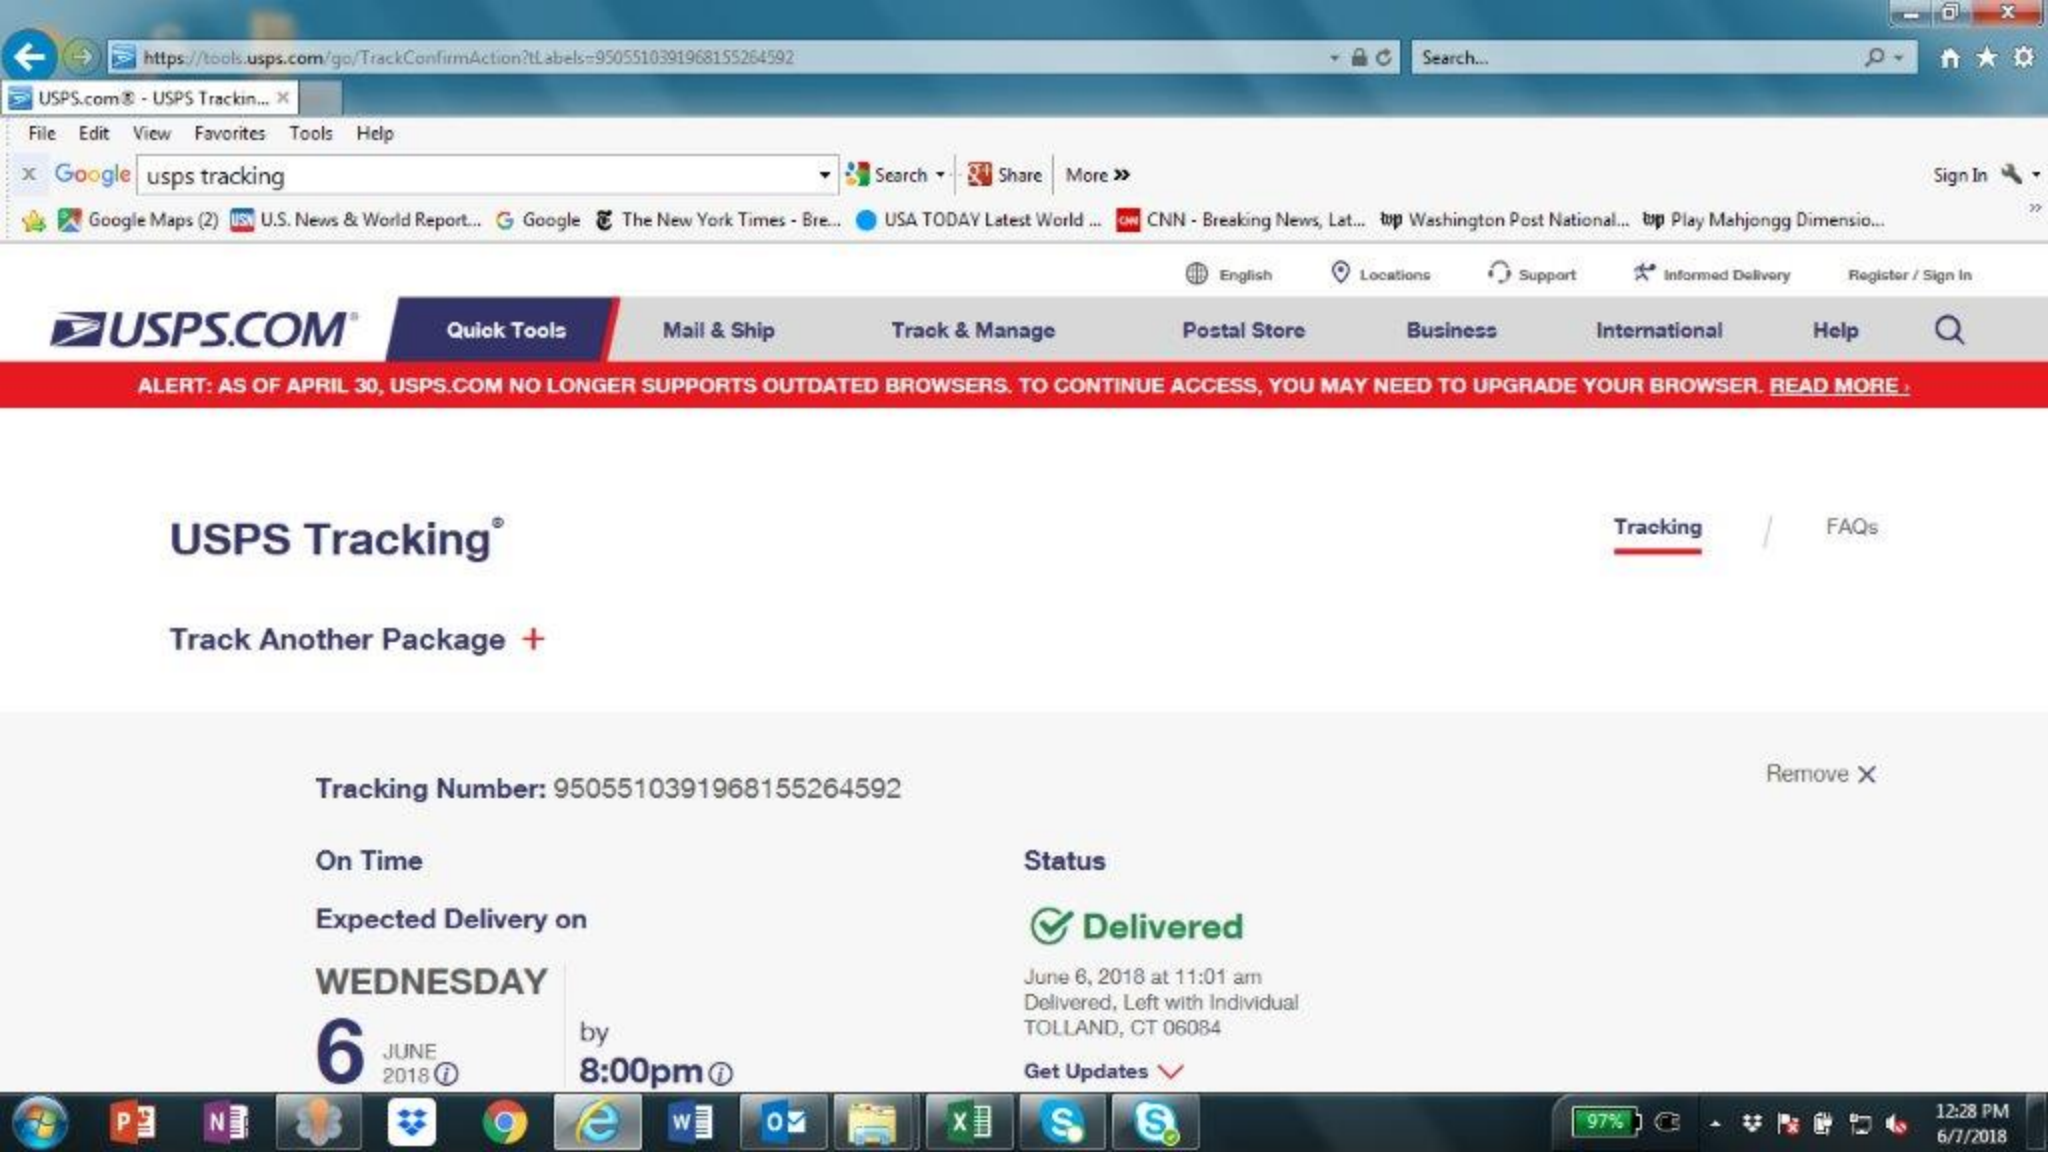 https://tools.usps.com/go/TrackConfirmAction?tLabels=9505510391968155264592
Search...
USPS.com® - USPS Trackin...
File Edit View Favorites Tools Help
x Google usps tracking Search Share More » Sign In
Google Maps (2) U.S. News & World Report... Google The New York Times - Bre... USA TODAY Latest World ... CNN - Breaking News, Lat... wp Washington Post National... wp Play Mahjongg Dimensio...
English Locations Support Informed Delivery Register / Sign In
USPS.COM® Quick Tools Mail & Ship Track & Manage Postal Store Business International Help
ALERT: AS OF APRIL 30, USPS.COM NO LONGER SUPPORTS OUTDATED BROWSERS. TO CONTINUE ACCESS, YOU MAY NEED TO UPGRADE YOUR BROWSER. READ MORE ›
USPS Tracking®
Tracking / FAQs
Track Another Package +
Tracking Number: 9505510391968155264592
Remove X
On Time
Expected Delivery on
WEDNESDAY
6 JUNE 2018
by
8:00pm
Status
Delivered
June 6, 2018 at 11:01 am
Delivered, Left with Individual
TOLLAND, CT 06084
Get Updates
97%
12:28 PM
6/7/2018